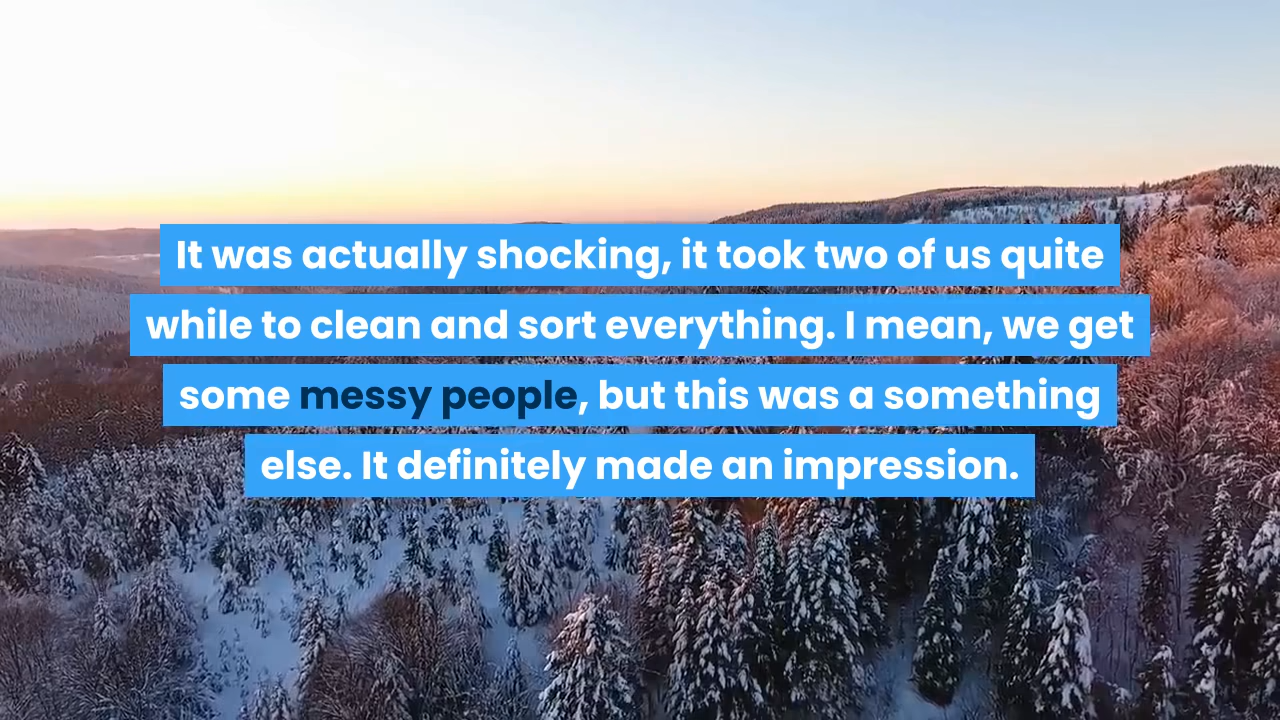 It was actually shocking, it took two of us quite
while to clean and sort everything. I mean, we get
some messy people, but this was a something
else. It definitely made an impression.